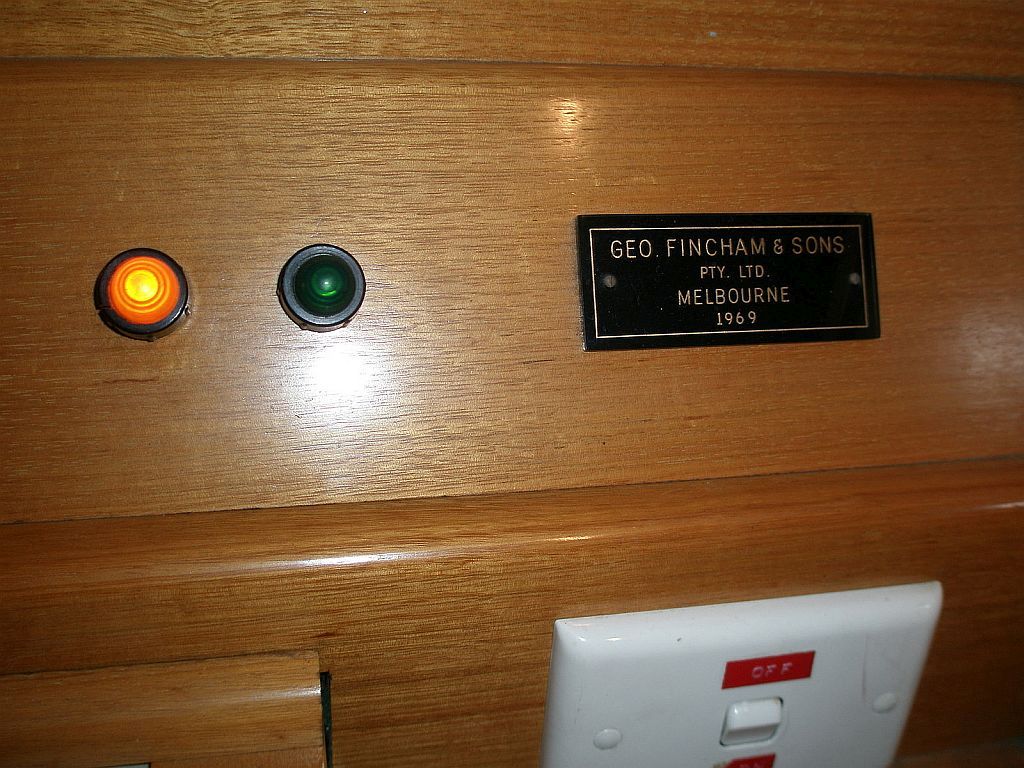 GEO. FINCHAM & SONS
PTY. LTD.
MELBOURNE
1969
OFF